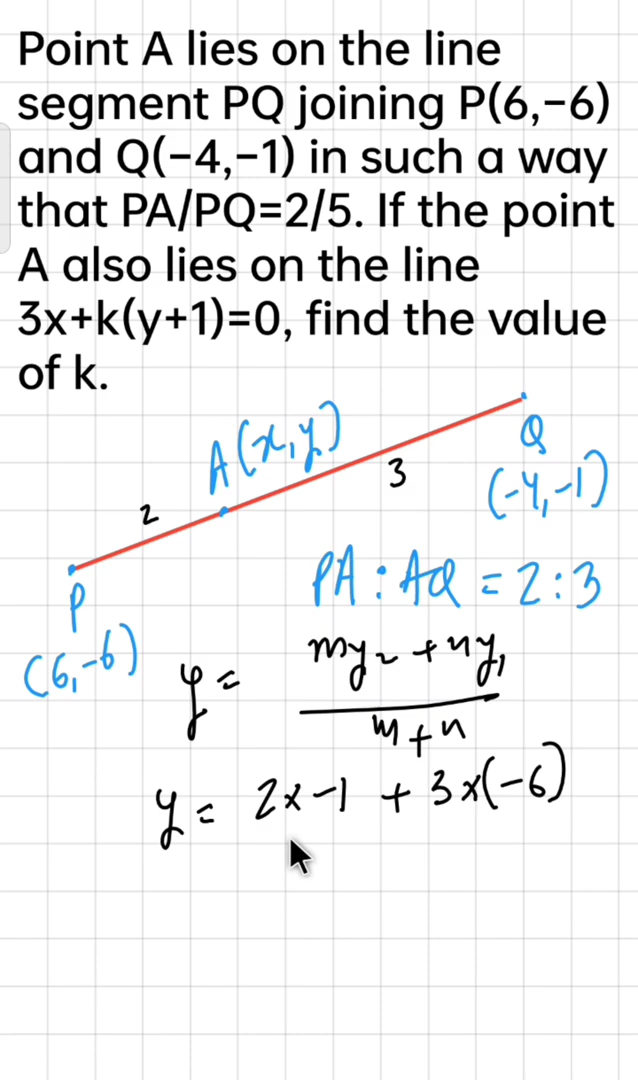 Point A lies on the line
segment PQ joining P(6,−6)
and Q(−4,−1) in such a way
that PA/PQ=2/5. If the point
A also lies on the line
3x+k(y+1)=0, find the value
of k.
A(x,y)
Q
2
3
(-4,-1)
P
PA : AQ = 2:3
(6,-6)
y = my₂ + ny₁
m+n
y = 2x-1 + 3x(-6)